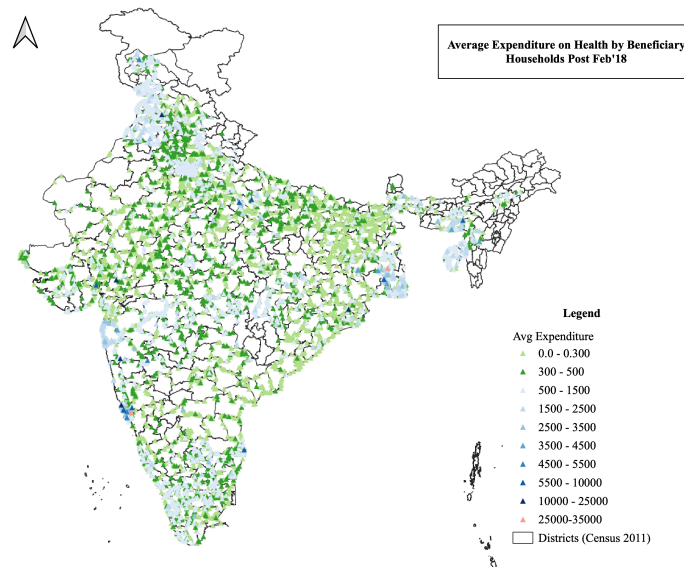 Average Expenditure on Health by Beneficiary
Households Post Feb'18
Legend
Avg Expenditure
0.0 - 0.300
300 - 500
500 - 1500
1500 - 2500
2500 - 3500
3500 - 4500
4500 - 5500
5500 - 10000
10000 - 25000
25000-35000
Districts (Census 2011)